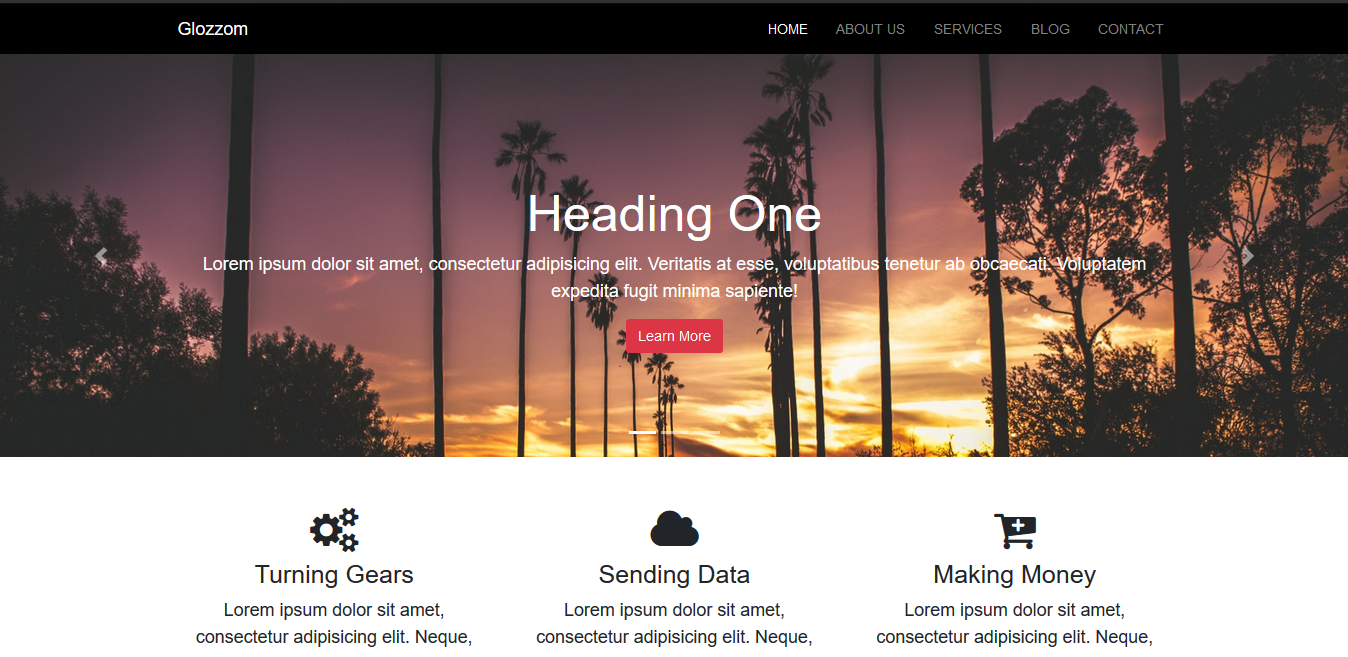 Glozzom
HOME ABOUT US SERVICES BLOG CONTACT
Heading One
Lorem ipsum dolor sit amet, consectetur adipisicing elit. Veritatis at esse, voluptatibus tenetur ab obcaecati. Voluptatem
expedita fugit minima sapiente!
Learn More
Turning Gears
Lorem ipsum dolor sit amet,
consectetur adipisicing elit. Neque,
Sending Data
Lorem ipsum dolor sit amet,
consectetur adipisicing elit. Neque,
Making Money
Lorem ipsum dolor sit amet,
consectetur adipisicing elit. Neque,